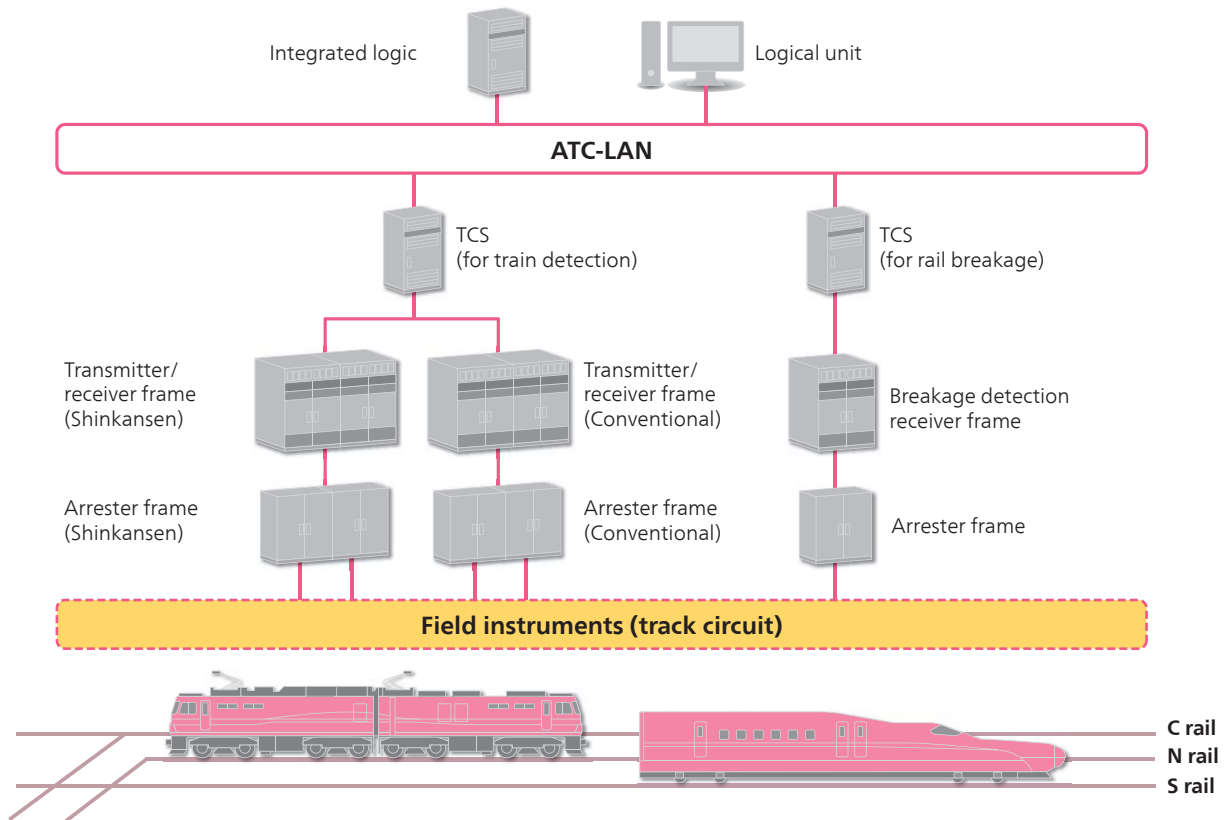 Integrated logic
Logical unit
ATC-LAN
TCS
(for train detection)
TCS
(for rail breakage)
Transmitter/
receiver frame
(Shinkansen)
Transmitter/
receiver frame
(Conventional)
Breakage detection
receiver frame
Arrester frame
(Shinkansen)
Arrester frame
(Conventional)
Arrester frame
Field instruments (track circuit)
C rail
N rail
S rail